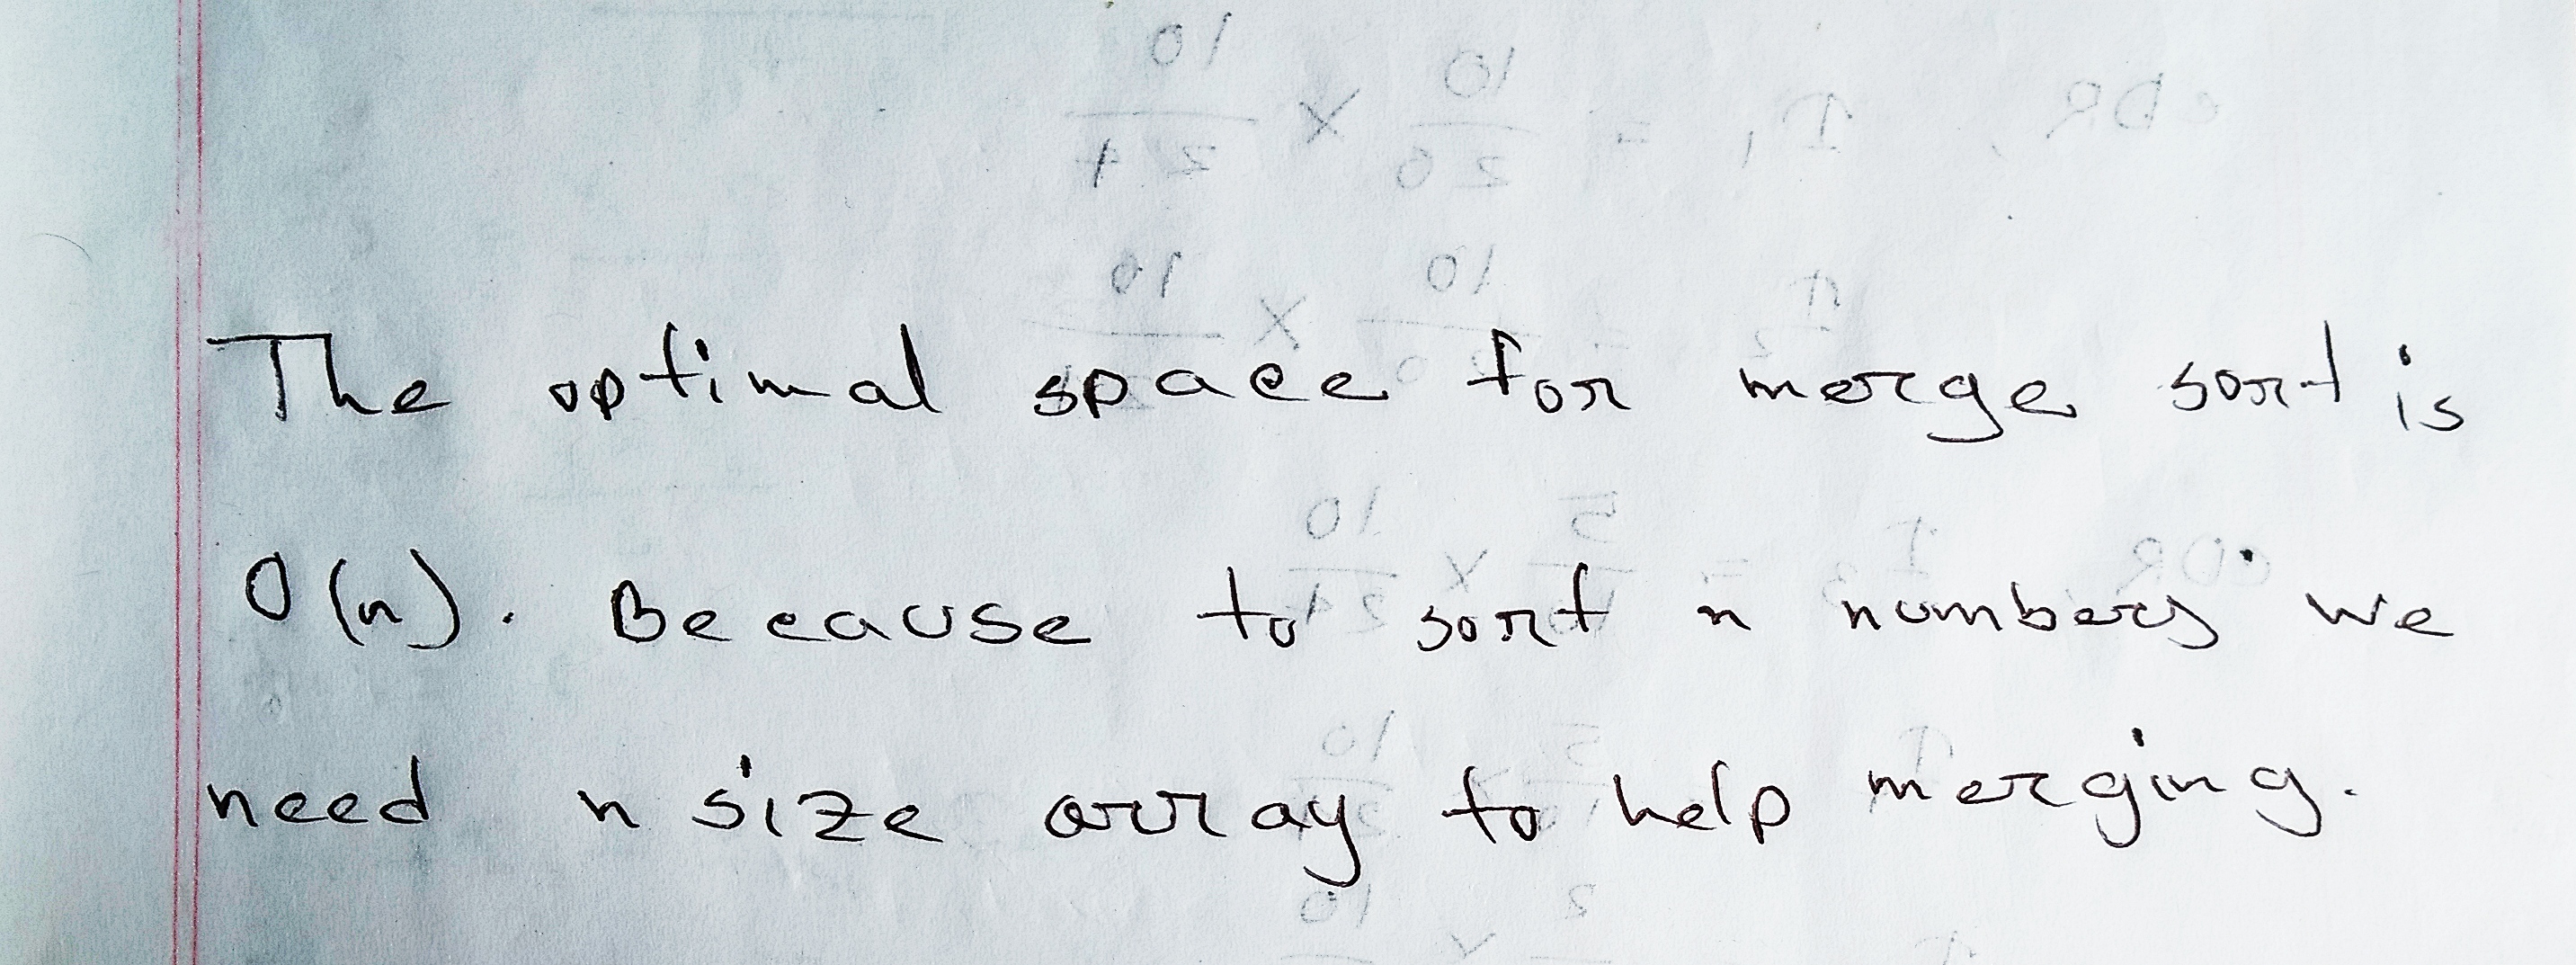 The optimal space for merge sort is
O(n). Because to sort n numbers we
need n size array to help merging.